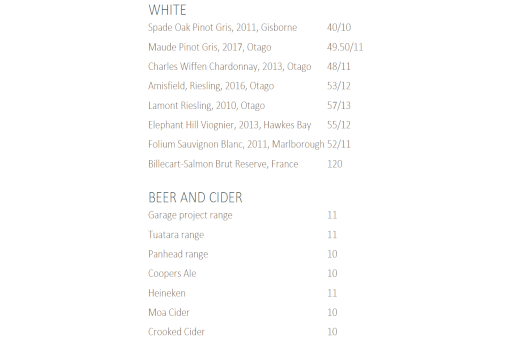 WHITE
Spade Oak Pinot Gris, 2011, Gisborne 40/10
Maude Pinot Gris, 2017, Otago 49.50/11
Charles Wiffen Chardonnay, 2013, Otago 48/11
Amisfield, Riesling, 2016, Otago 53/12
Lamont Riesling, 2010, Otago 57/13
Elephant Hill Viognier, 2013, Hawkes Bay 55/12
Folium Sauvignon Blanc, 2011, Marlborough 52/11
Billecart-Salmon Brut Reserve, France 120
BEER AND CIDER
Garage project range 11
Tuatara range 11
Panhead range 10
Coopers Ale 10
Heineken 11
Moa Cider 10
Crooked Cider 10